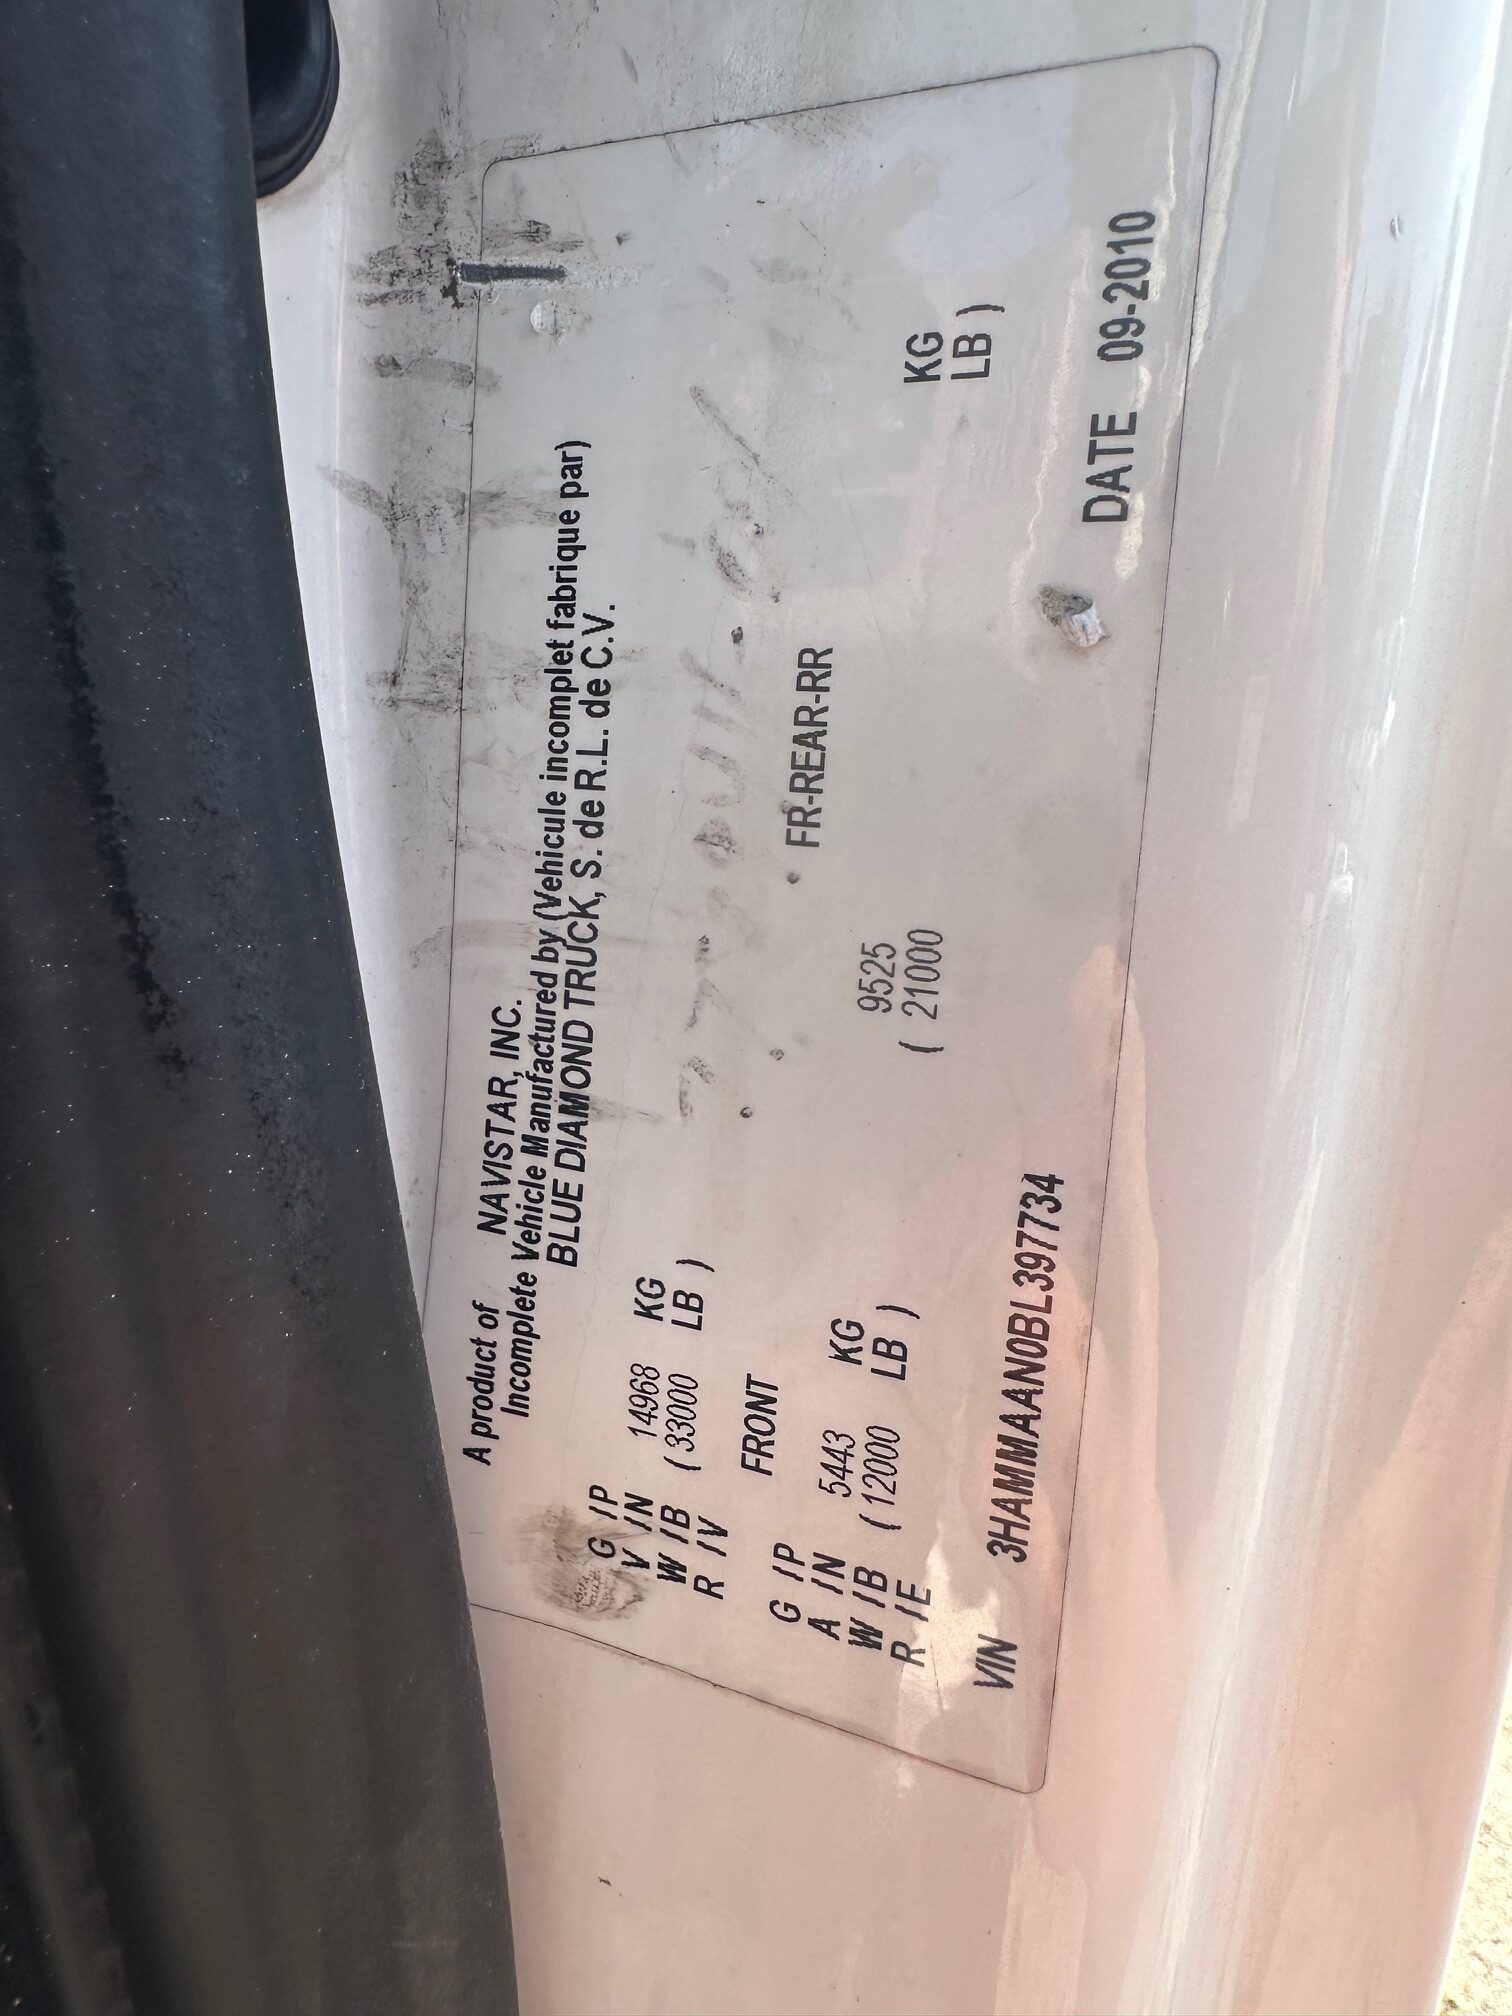 A product of NAVISTAR, INC.
Incomplete Vehicle Manufactured by (Vehicule incomplet fabrique par)
BLUE DIAMOND TRUCK, S. de R.L. de C.V.
G /P
V /N 14968 KG
W /B ( 33000 LB )
R /V
FRONT FR-REAR-RR
G /P
A /N 5443 KG 9525 KG
W /B ( 12000 LB ) ( 21000 LB )
R /E
VIN 3HAMMAAN0BL397734 DATE 09-2010